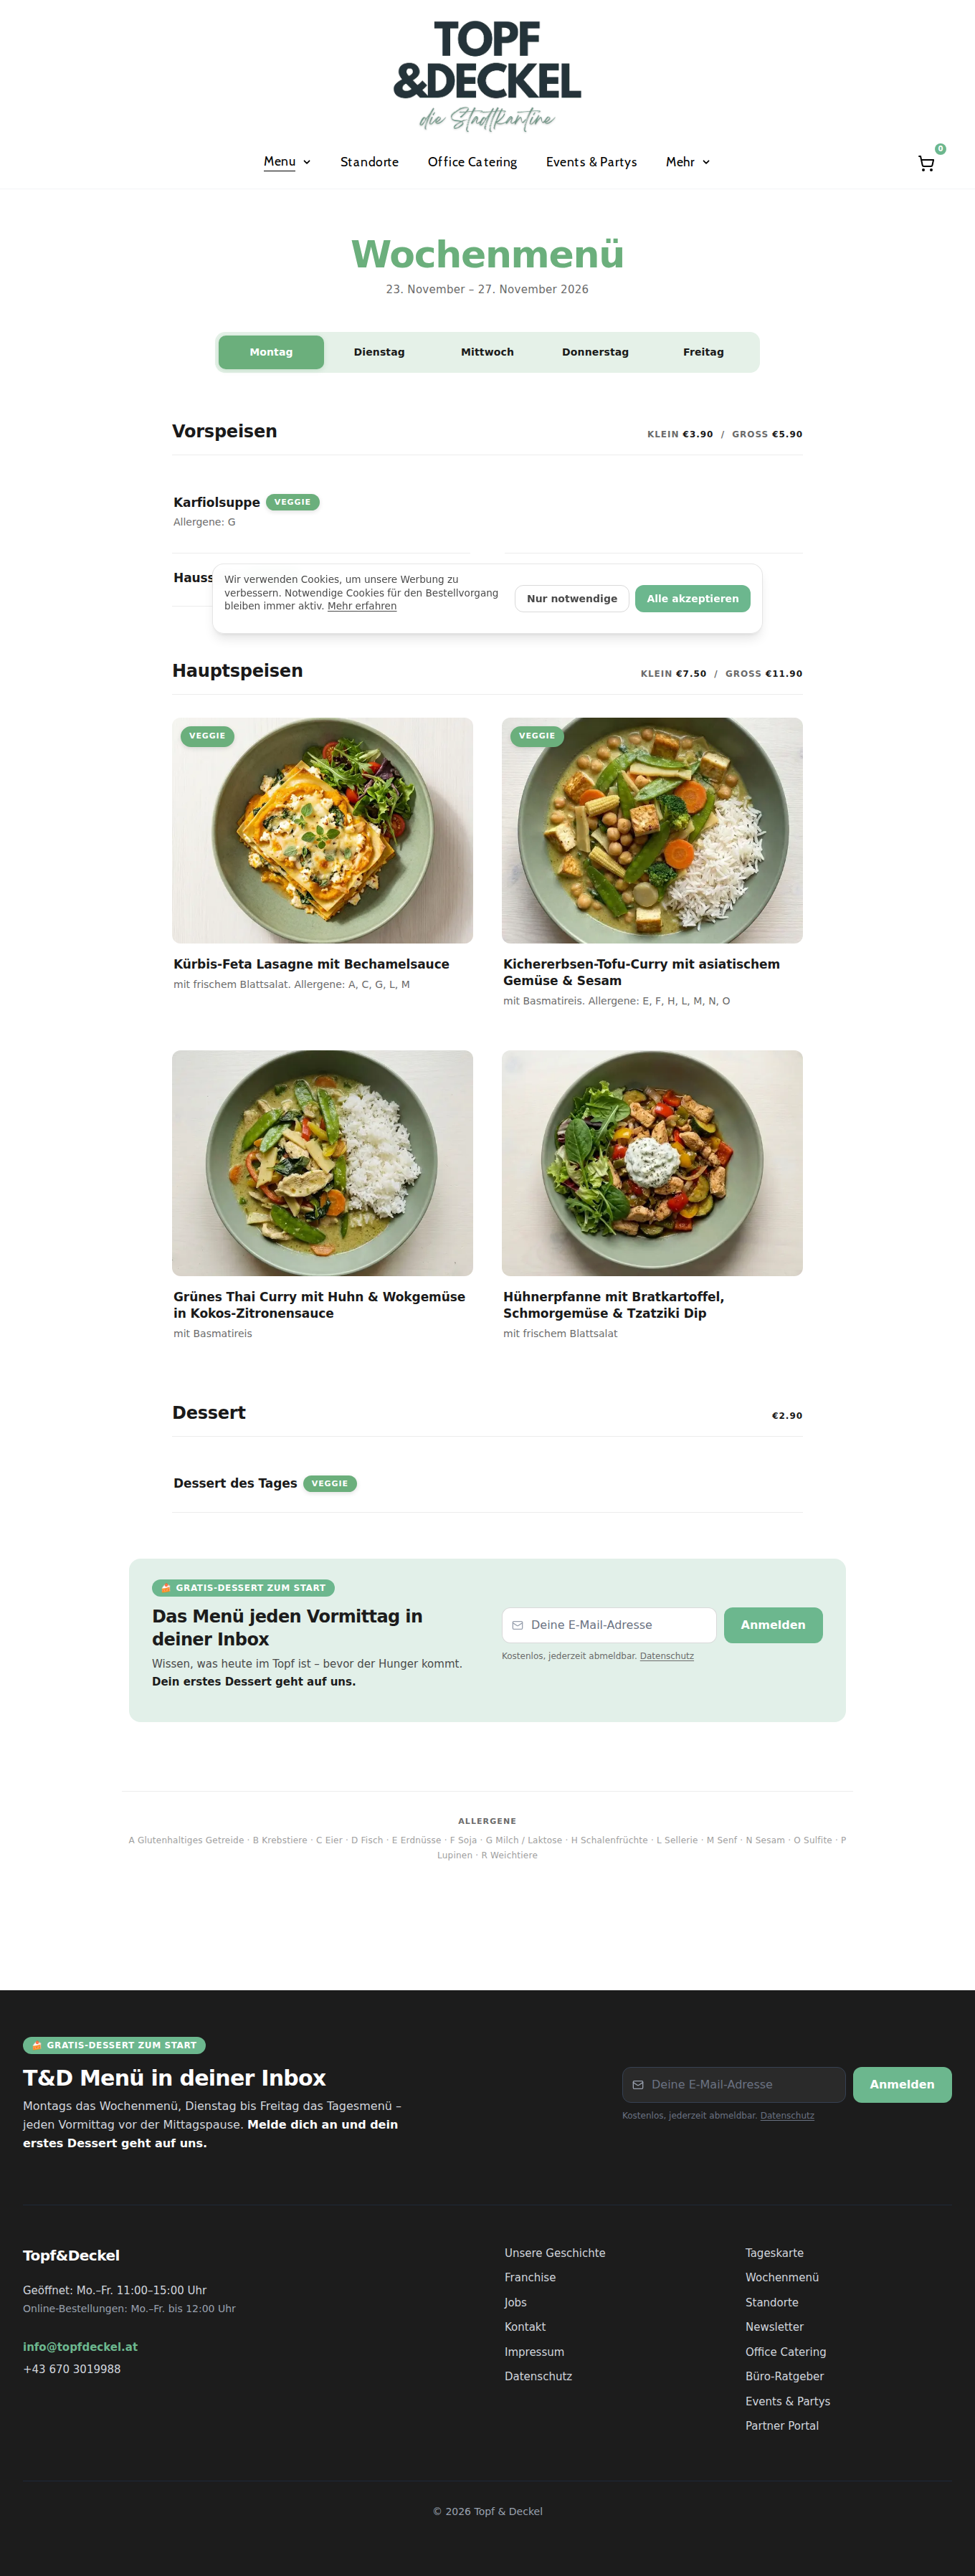 TOPF
&DECKEL
die Stadtkantine
Menu
Standorte
Office Catering
Events & Partys
Mehr
0
Wochenmenü
23. November – 27. November 2026
Montag
Dienstag
Mittwoch
Donnerstag
Freitag
Vorspeisen
KLEIN €3.90 / GROSS €5.90
Karfiolsuppe VEGGIE
Allergene: G
Hauss
Wir verwenden Cookies, um unsere Werbung zu
verbessern. Notwendige Cookies für den Bestellvorgang
bleiben immer aktiv. Mehr erfahren
Nur notwendige
Alle akzeptieren
Hauptspeisen
KLEIN €7.50 / GROSS €11.90
VEGGIE
VEGGIE
Kürbis-Feta Lasagne mit Bechamelsauce
mit frischem Blattsalat. Allergene: A, C, G, L, M
Kichererbsen-Tofu-Curry mit asiatischem
Gemüse & Sesam
mit Basmatireis. Allergene: E, F, H, L, M, N, O
Grünes Thai Curry mit Huhn & Wokgemüse
in Kokos-Zitronensauce
mit Basmatireis
Hühnerpfanne mit Bratkartoffel,
Schmorgemüse & Tzatziki Dip
mit frischem Blattsalat
Dessert
€2.90
Dessert des Tages VEGGIE
🍰 GRATIS-DESSERT ZUM START
Das Menü jeden Vormittag in
deiner Inbox
Wissen, was heute im Topf ist – bevor der Hunger kommt.
Dein erstes Dessert geht auf uns.
Deine E-Mail-Adresse
Anmelden
Kostenlos, jederzeit abmeldbar. Datenschutz
ALLERGENE
A Glutenhaltiges Getreide · B Krebstiere · C Eier · D Fisch · E Erdnüsse · F Soja · G Milch / Laktose · H Schalenfrüchte · L Sellerie · M Senf · N Sesam · O Sulfite · P
Lupinen · R Weichtiere
🍰 GRATIS-DESSERT ZUM START
T&D Menü in deiner Inbox
Montags das Wochenmenü, Dienstag bis Freitag das Tagesmenü –
jeden Vormittag vor der Mittagspause. Melde dich an und dein
erstes Dessert geht auf uns.
Deine E-Mail-Adresse
Anmelden
Kostenlos, jederzeit abmeldbar. Datenschutz
Topf&Deckel
Geöffnet: Mo.–Fr. 11:00–15:00 Uhr
Online-Bestellungen: Mo.–Fr. bis 12:00 Uhr
info@topfdeckel.at
+43 670 3019988
Unsere Geschichte
Franchise
Jobs
Kontakt
Impressum
Datenschutz
Tageskarte
Wochenmenü
Standorte
Newsletter
Office Catering
Büro-Ratgeber
Events & Partys
Partner Portal
© 2026 Topf & Deckel